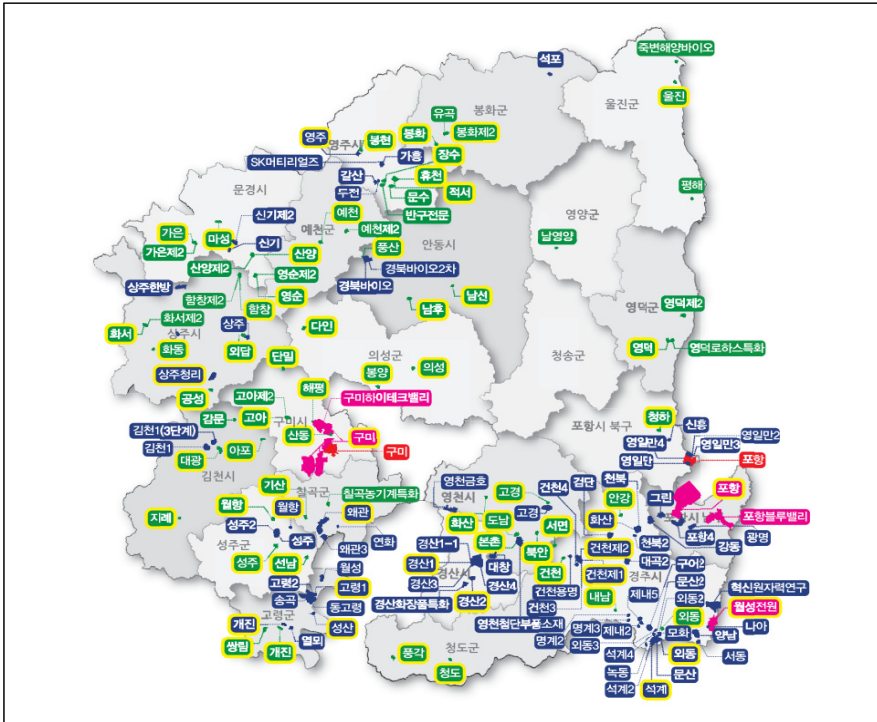 석포
죽변해양바이오
울진
울진군
봉화군
유곡
영주
봉현
봉화
봉화제2
영주시
장수
SK머티리얼즈
가흥
갈산
휴천
적서
두전
문수
반구전문
문경시
평해
신기제2
예천
가은
마성
신기
예천군
예천제2
영양군
남영양
가은제2
안동시
풍산
산양
산양제2
영순제2
경북바이오2차
경북바이오
상주한방
함창제2
함창
영순
남후
남선
영덕군
영덕제2
화서제2
화서
상주시
상주
다인
화동
외답
단밀
의성군
청송군
영덕
영덕로하스특화
상주청리
봉양
의성
공성
해평
고아제2
구미하이테크밸리
감문
고아
구미시
포항시 북구
청하
신흥
김천1(3단계)
산동
구미
영일만4
영일만3
영일만2
김천1
대광
아포
구미
영일만
포항
김천시
기산
칠곡군
칠곡농기계특화
영천금호
고경
건천4
검단
천북
안강
그린
포항
월항
월항
왜관
영천시
고경
화산
포항블루밸리
지례
성주2
연화
화산
도남
서면
포항4
광명
성주군
성주
왜관3
경산1-1
본촌
북안
건천제2
천북2
강동
성주
선남
월성
경산1
경산시
대창
건천
대곡2
구어2
고령2
고령1
경산3
경산4
건천제1
경주시
문산2
송곡
동고령
경산화장품특화
경산2
건천용명
내남
제내5
외동2
혁신원자력연구
고령군
성산
영천첨단부품소재
건천3
외동
월성전원
개진
열뫼
청도군
명계3
제내2
모화
양남
나아
쌍림
개진
풍각
명계2
외동3
석계4
외동
서동
청도
녹동
문산
석계2
석계